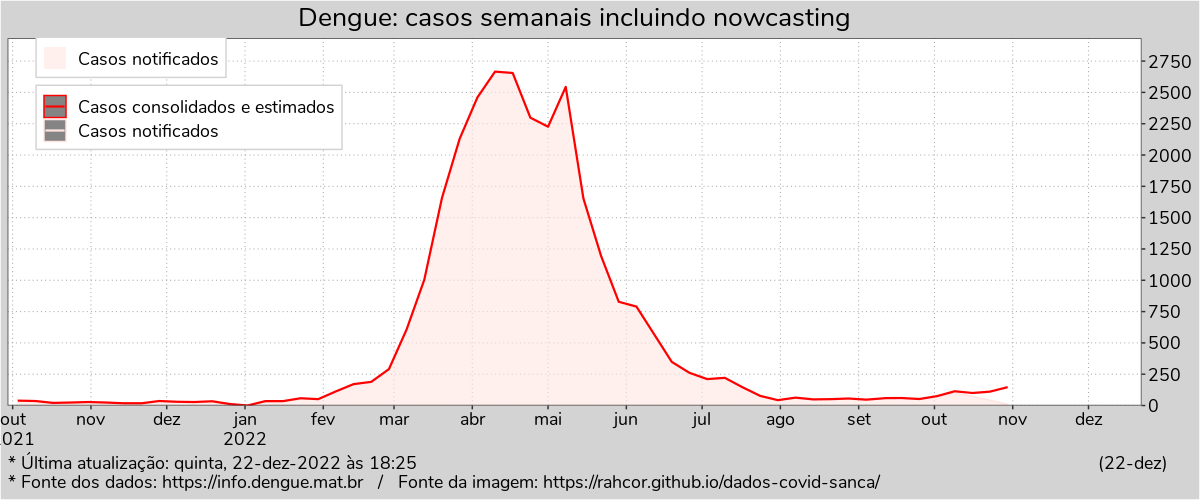 Dengue: casos semanais incluindo nowcasting
Casos notificados
Casos consolidados e estimados
Casos notificados
2750
2500
2250
2000
1750
1500
1250
1000
750
500
250
0
out nov dez jan fev mar abr mai jun jul ago set out nov dez
021 2022
* Última atualização: quinta, 22-dez-2022 às 18:25 (22-dez)
* Fonte dos dados: https://info.dengue.mat.br / Fonte da imagem: https://rahcor.github.io/dados-covid-sanca/